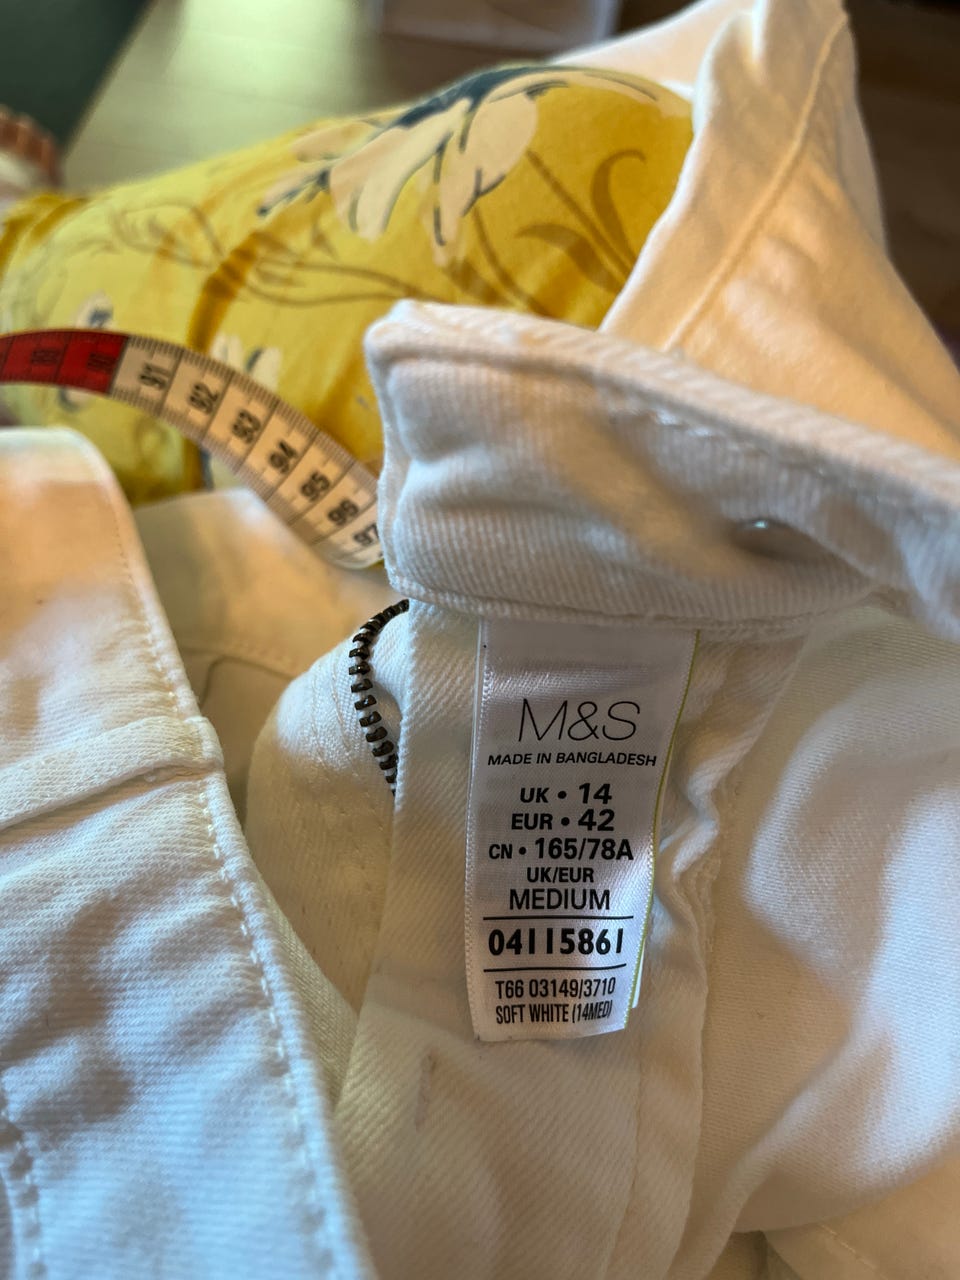 91
92
93
94
95
96
97
M&S
MADE IN BANGLADESH
UK • 14
EUR • 42
CN • 165/78A
UK/EUR
MEDIUM
04115861
T66 03149/3710
SOFT WHITE (14MED)